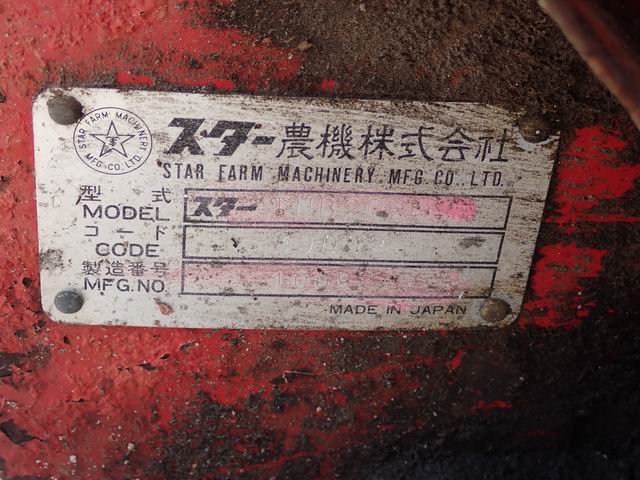 STAR FARM MACHINERY MFG.CO.,LTD.
スター農機株式会社
STAR FARM MACHINERY MFG.CO.,LTD.
型式 スター
MODEL
コード
CODE
製造番号
MFG.NO.
MADE IN JAPAN